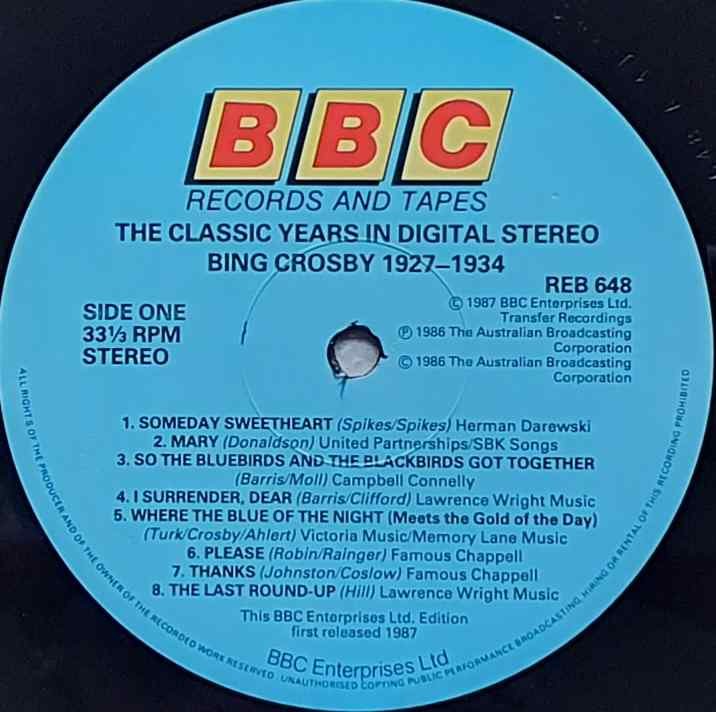 BBC
RECORDS AND TAPES
THE CLASSIC YEARS IN DIGITAL STEREO
BING CROSBY 1927–1934
REB 648
SIDE ONE
33⅓ RPM
STEREO
© 1987 BBC Enterprises Ltd.
Transfer Recordings
℗ 1986 The Australian Broadcasting
Corporation
© 1986 The Australian Broadcasting
Corporation
1. SOMEDAY SWEETHEART (Spikes/Spikes) Herman Darewski
2. MARY (Donaldson) United Partnerships/SBK Songs
3. SO THE BLUEBIRDS AND THE BLACKBIRDS GOT TOGETHER
(Barris/Moll) Campbell Connelly
4. I SURRENDER, DEAR (Barris/Clifford) Lawrence Wright Music
5. WHERE THE BLUE OF THE NIGHT (Meets the Gold of the Day)
(Turk/Crosby/Ahlert) Victoria Music/Memory Lane Music
6. PLEASE (Robin/Rainger) Famous Chappell
7. THANKS (Johnston/Coslow) Famous Chappell
8. THE LAST ROUND-UP (Hill) Lawrence Wright Music
This BBC Enterprises Ltd. Edition
first released 1987
BBC Enterprises Ltd
ALL RIGHTS OF THE PRODUCER AND OF THE OWNER OF THE RECORDED WORK RESERVED. UNAUTHORISED COPYING PUBLIC PERFORMANCE BROADCASTING, HIRING OR RENTAL OF THIS RECORDING PROHIBITED